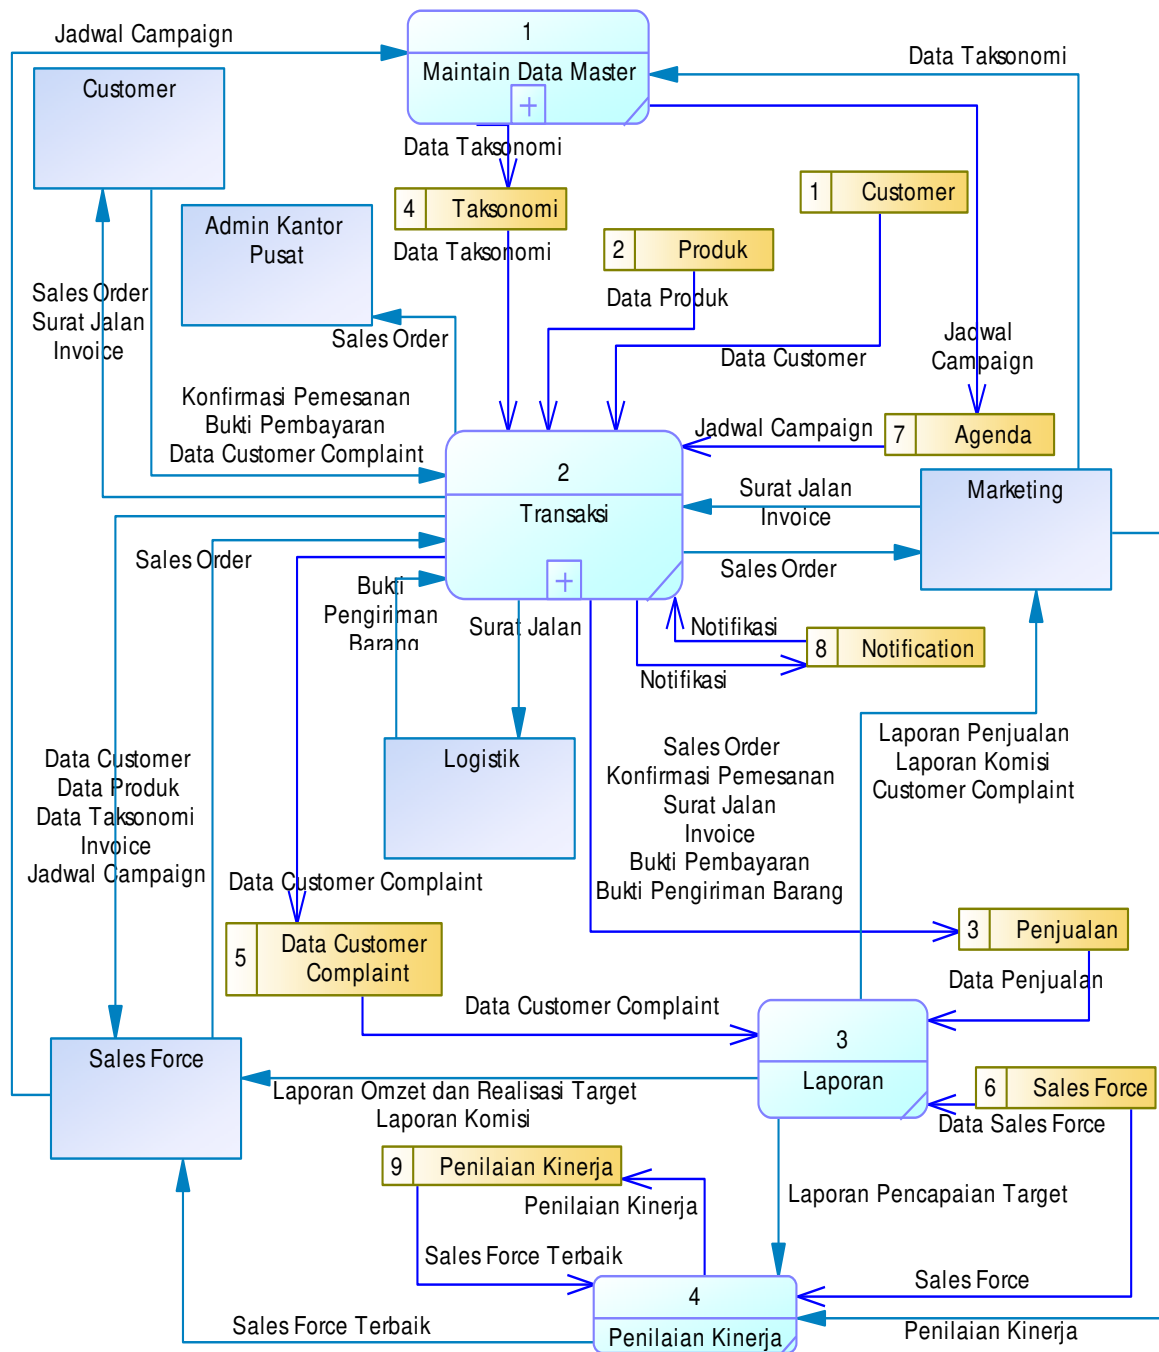 Jadwal Campaign
1
Maintain Data Master
Data Taksonomi
Customer
Data Taksonomi
4 Taksonomi
1 Customer
Admin Kantor
Pusat
Data Taksonomi
2 Produk
Data Produk
Sales Order
Surat Jalan
Invoice
Sales Order
Data Customer
Jadwal
Campaign
Konfirmasi Pemesanan
Bukti Pembayaran
Data Customer Complaint
Jadwal Campaign
7 Agenda
2
Transaksi
Surat Jalan
Invoice
Marketing
Sales Order
Sales Order
Bukti
Pengiriman
Barang
Surat Jalan
Notifikasi
8 Notification
Notifikasi
Data Customer
Data Produk
Data Taksonomi
Invoice
Jadwal Campaign
Logistik
Sales Order
Konfirmasi Pemesanan
Surat Jalan
Invoice
Bukti Pembayaran
Bukti Pengiriman Barang
Laporan Penjualan
Laporan Komisi
Customer Complaint
Data Customer Complaint
5 Data Customer
Complaint
3 Penjualan
Data Penjualan
Data Customer Complaint
3
Laporan
Sales Force
Laporan Omzet dan Realisasi Target
Laporan Komisi
6 Sales Force
Data Sales Force
9 Penilaian Kinerja
Penilaian Kinerja
Laporan Pencapaian Target
Sales Force Terbaik
Sales Force
4
Penilaian Kinerja
Sales Force Terbaik
Penilaian Kinerja